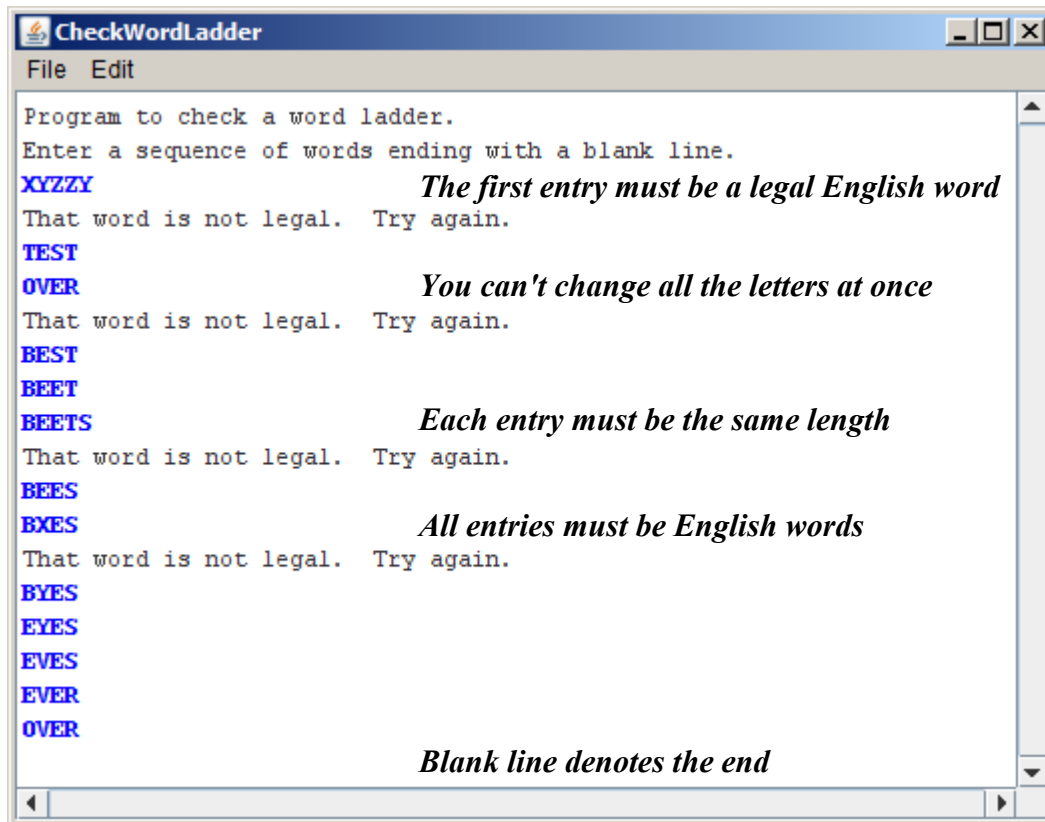 CheckWordLadder
File Edit
Program to check a word ladder.
Enter a sequence of words ending with a blank line.
XYZZY The first entry must be a legal English word
That word is not legal. Try again.
TEST
OVER You can't change all the letters at once
That word is not legal. Try again.
BEST
BEET
BEETS Each entry must be the same length
That word is not legal. Try again.
BEES
BXES All entries must be English words
That word is not legal. Try again.
BYES
EYES
EVES
EVER
OVER
Blank line denotes the end